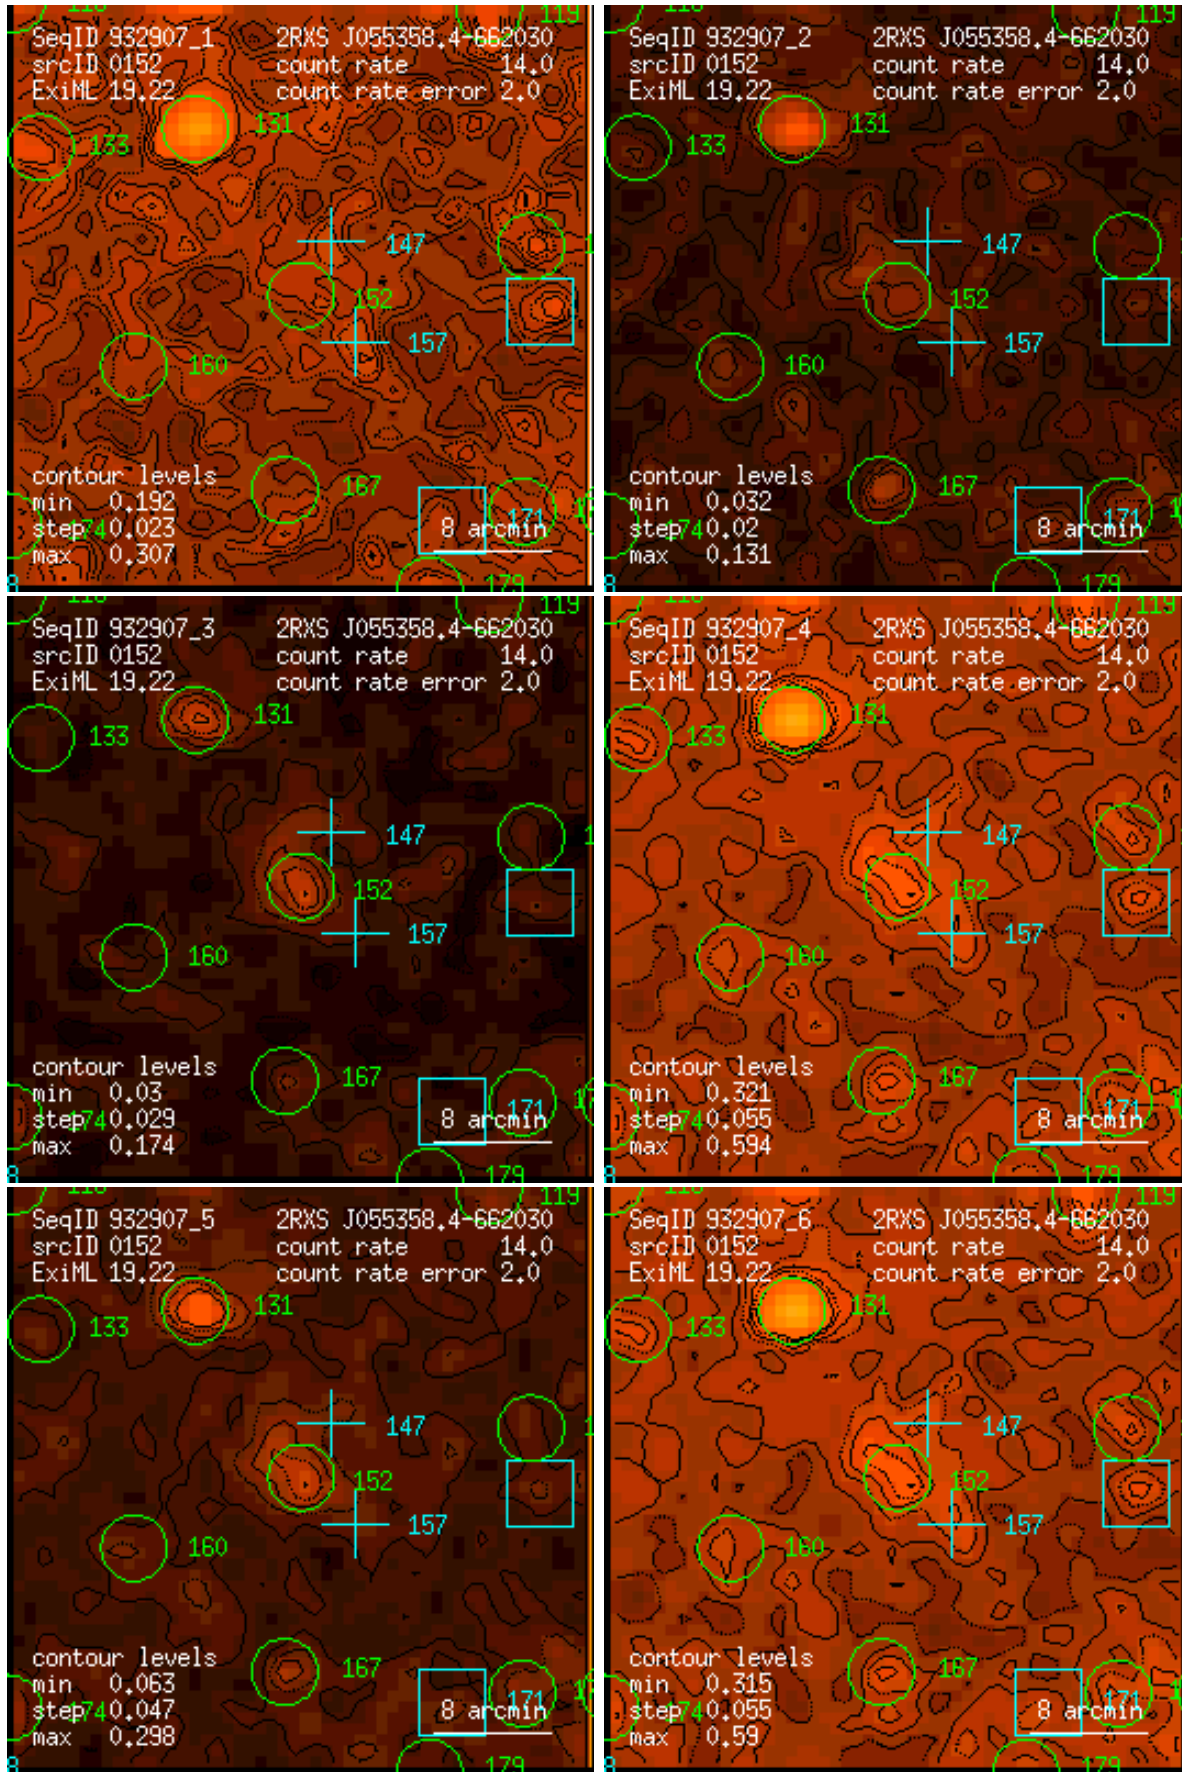 119
SeqID 932907_1 2RXS J055358.4-662030
srcID 0152 count rate 14.0
ExiML 19.22 count rate error 2.0
131
133
147
152
157
160
contour levels
167
min 0.192
171
step 0.023
74
8 arcmin
max 0.307
179
8
SeqID 932907_2 2RXS J055358.4-662030
srcID 0152 count rate 14.0
ExiML 19.22 count rate error 2.0
131
133
147
152
157
160
contour levels
167
min 0.032
171
step 0.02
74
8 arcmin
max 0.131
179
8
119
SeqID 932907_3 2RXS J055358.4-662030
srcID 0152 count rate 14.0
ExiML 19.22 count rate error 2.0
131
133
147
152
157
160
contour levels
167
min 0.03
171
step 0.029
74
8 arcmin
max 0.174
179
8
119
SeqID 932907_4 2RXS J055358.4-662030
srcID 0152 count rate 14.0
ExiML 19.22 count rate error 2.0
131
133
147
152
157
160
contour levels
167
min 0.321
171
step 0.055
74
8 arcmin
max 0.594
179
8
119
SeqID 932907_5 2RXS J055358.4-662030
srcID 0152 count rate 14.0
ExiML 19.22 count rate error 2.0
131
133
147
152
157
160
contour levels
167
min 0.063
171
step 0.047
74
8 arcmin
max 0.298
8
119
SeqID 932907_6 2RXS J055358.4-662030
srcID 0152 count rate 14.0
ExiML 19.22 count rate error 2.0
131
133
147
152
157
160
contour levels
167
min 0.315
171
step 0.055
74
8 arcmin
max 0.59
8